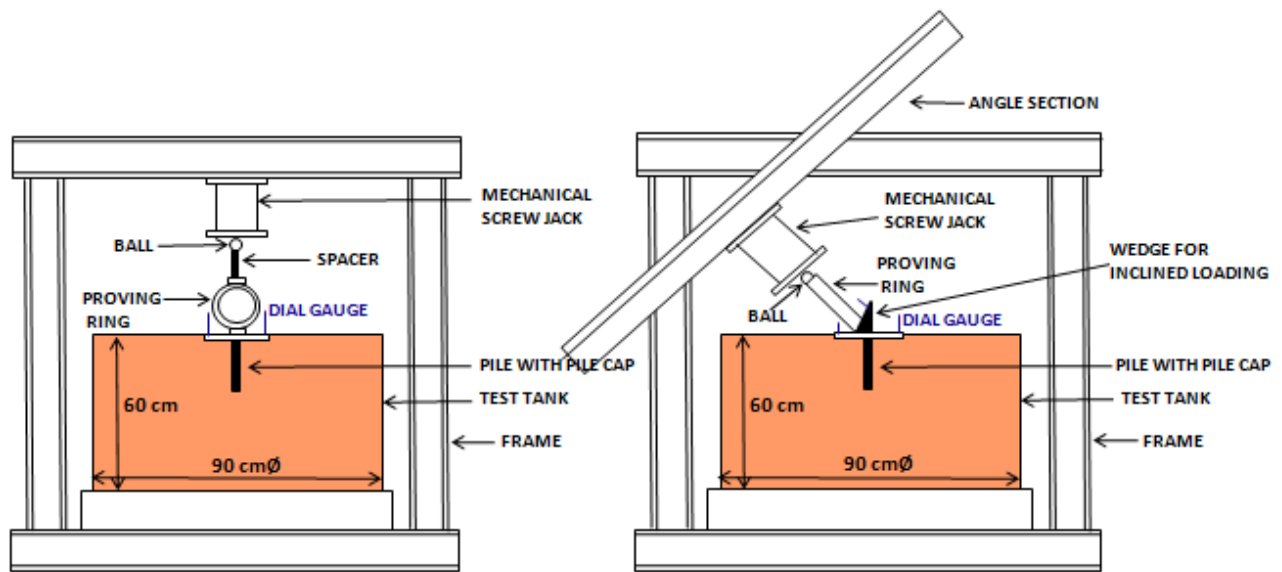 MECHANICAL
SCREW JACK
BALL
SPACER
PROVING
RING
DIAL GAUGE
PILE WITH PILE CAP
60 cm
TEST TANK
FRAME
90 cmØ
ANGLE SECTION
MECHANICAL
SCREW JACK
WEDGE FOR
INCLINED LOADING
PROVING
RING
BALL
DIAL GAUGE
PILE WITH PILE CAP
60 cm
TEST TANK
FRAME
90 cmØ